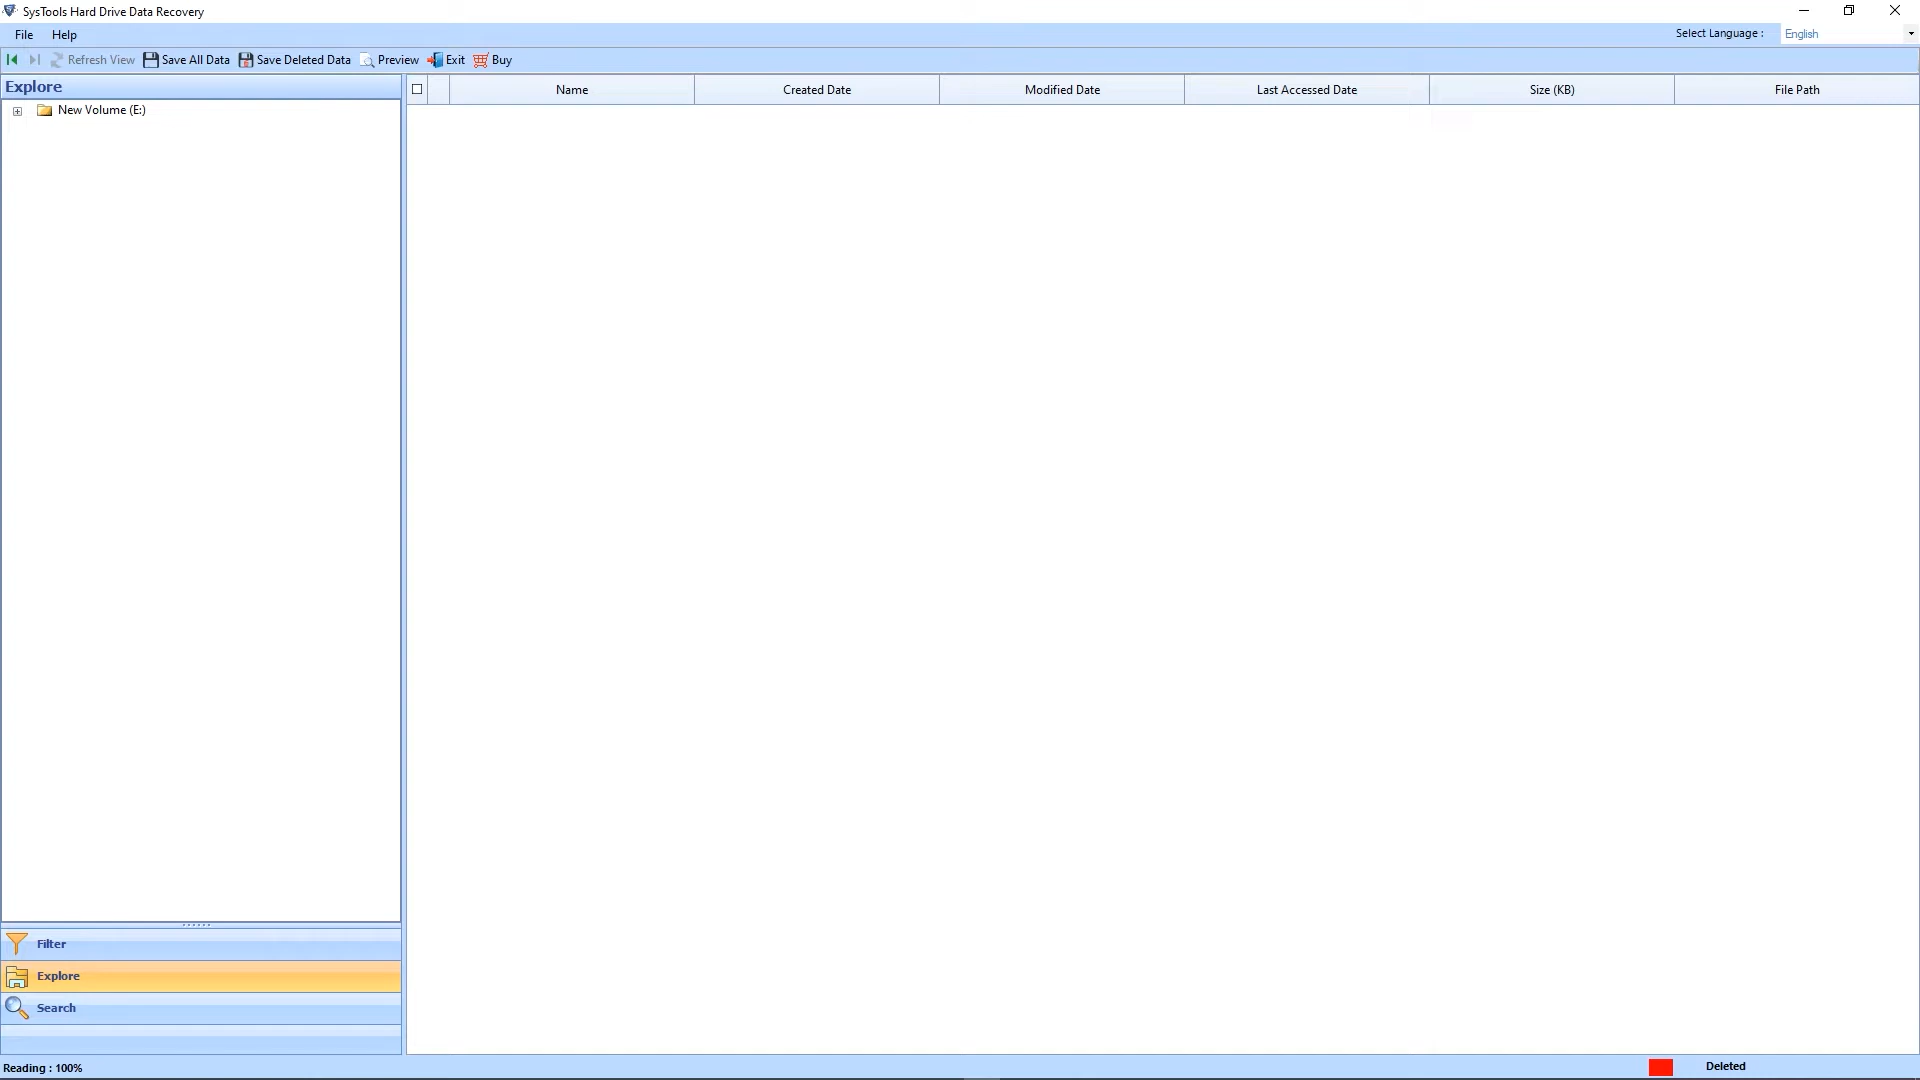 SysTools Hard Drive Data Recovery
File Help Select Language : English
Refresh View Save All Data Save Deleted Data Preview Exit Buy
Explore
Name Created Date Modified Date Last Accessed Date Size (KB) File Path
New Volume (E:)
Filter
Explore
Search
Reading : 100% Deleted